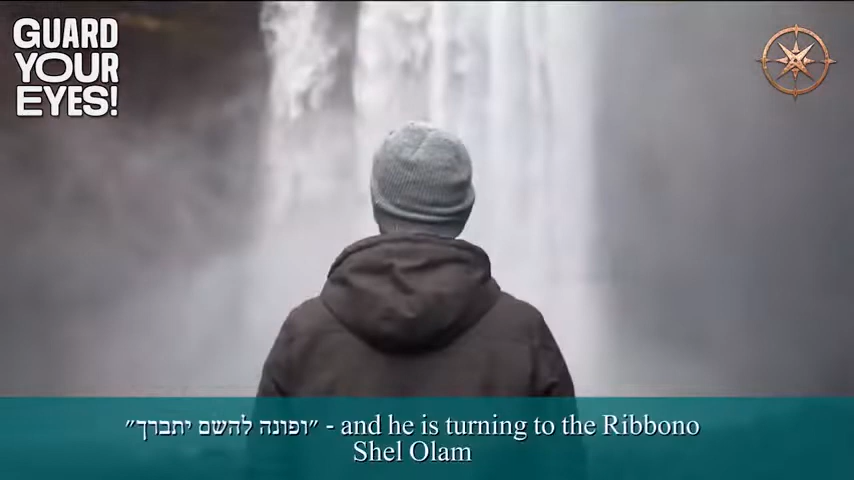 GUARD
YOUR
EYES!
״ופונה להשם יתברך״ - and he is turning to the Ribbono
Shel Olam